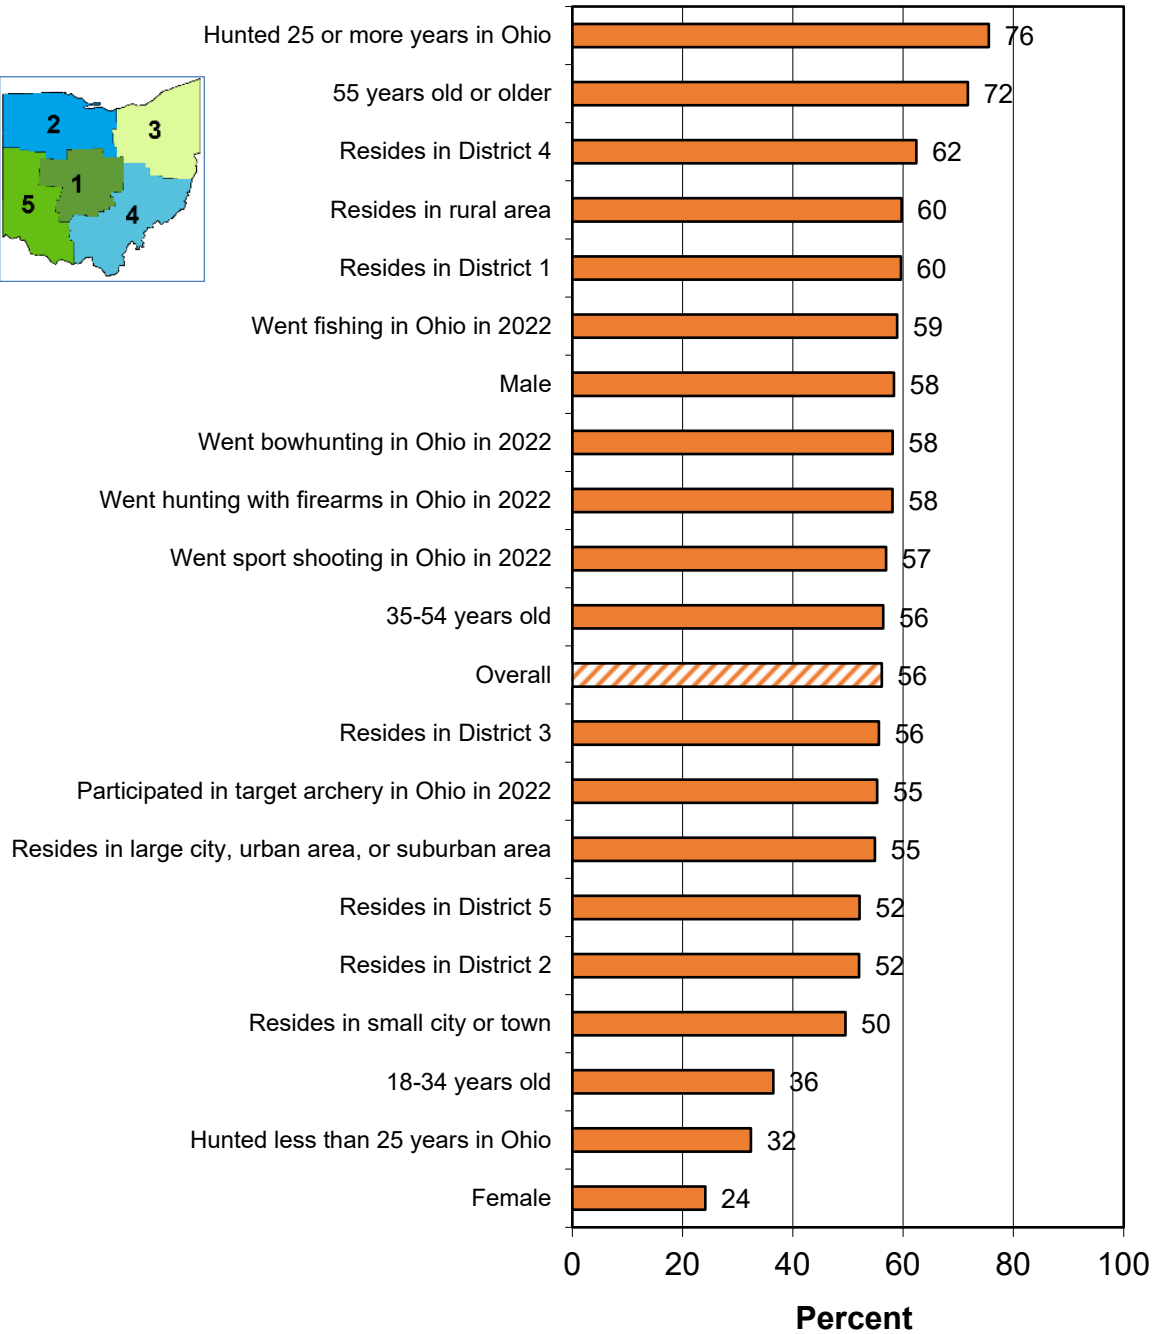 Hunted 25 or more years in Ohio 76
55 years old or older 72
Resides in District 4 62
Resides in rural area 60
Resides in District 1 60
Went fishing in Ohio in 2022 59
Male 58
Went bowhunting in Ohio in 2022 58
Went hunting with firearms in Ohio in 2022 58
Went sport shooting in Ohio in 2022 57
35-54 years old 56
Overall 56
Resides in District 3 56
Participated in target archery in Ohio in 2022 55
Resides in large city, urban area, or suburban area 55
Resides in District 5 52
Resides in District 2 52
Resides in small city or town 50
18-34 years old 36
Hunted less than 25 years in Ohio 32
Female 24
0 20 40 60 80 100
Percent
2 3
1
5 4